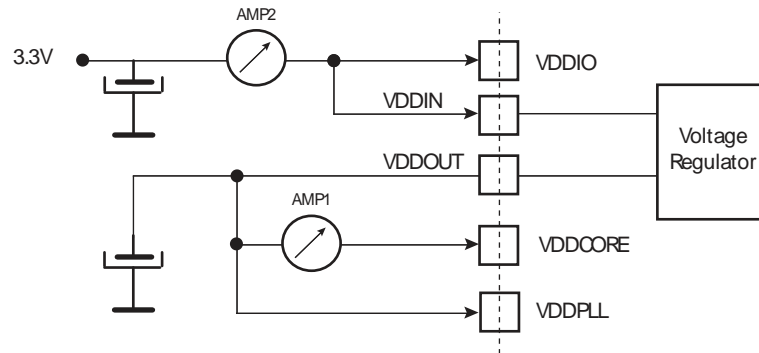 AMP2
3.3V
VDDIO
VDDIN
Voltage
Regulator
VDDOUT
AMP1
VDDCORE
VDDPLL